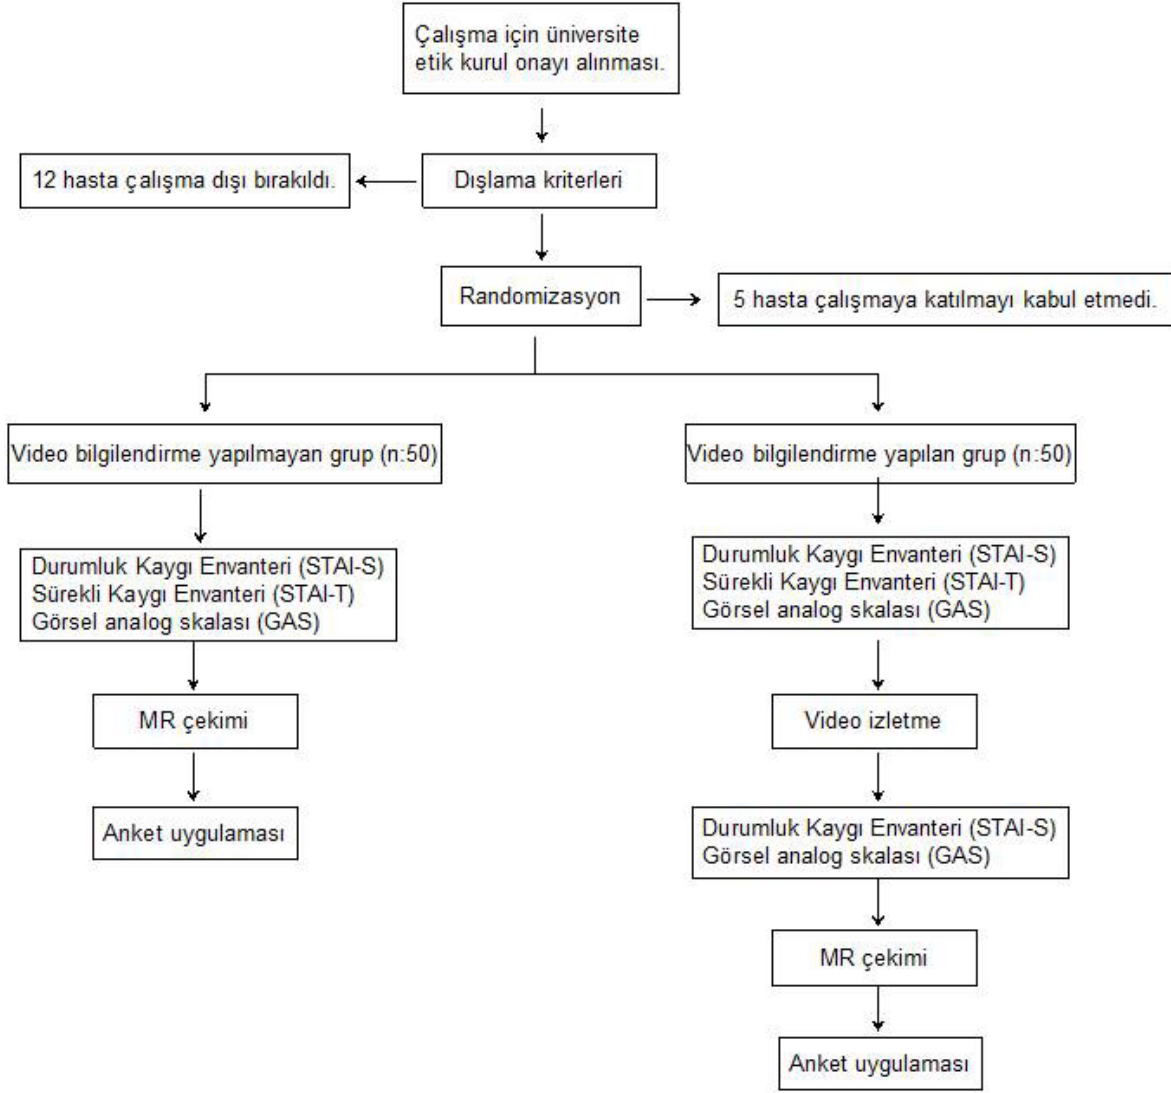 Çalışma için üniversite
etik kurul onayı alınması.
12 hasta çalışma dışı bırakıldı.
Dışlama kriterleri
Randomizasyon
5 hasta çalışmaya katılmayı kabul etmedi.
Video bilgilendirme yapılmayan grup (n:50)
Video bilgilendirme yapılan grup (n:50)
Durumluk Kaygı Envanteri (STAI-S)
Sürekli Kaygı Envanteri (STAI-T)
Görsel analog skalası (GAS)
Durumluk Kaygı Envanteri (STAI-S)
Sürekli Kaygı Envanteri (STAI-T)
Görsel analog skalası (GAS)
MR çekimi
Video izletme
Anket uygulaması
Durumluk Kaygı Envanteri (STAI-S)
Görsel analog skalası (GAS)
MR çekimi
Anket uygulaması